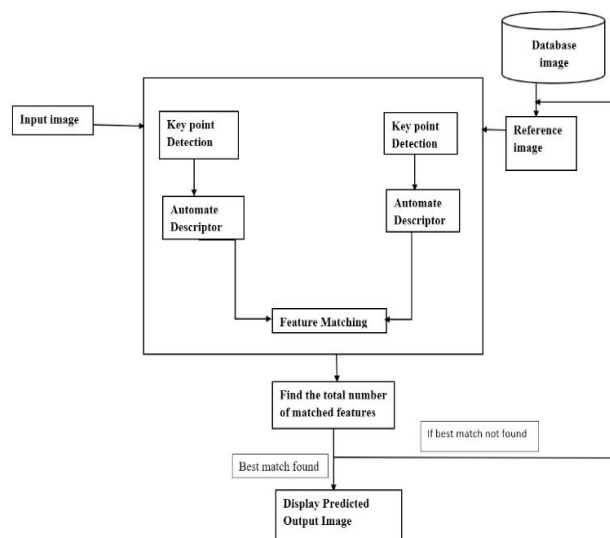 Database
image
Input image
Key point
Detection
Key point
Detection
Reference
image
Automate
Descriptor
Automate
Descriptor
Feature Matching
Find the total number
of matched features
If best match not found
Best match found
Display Predicted
Output Image